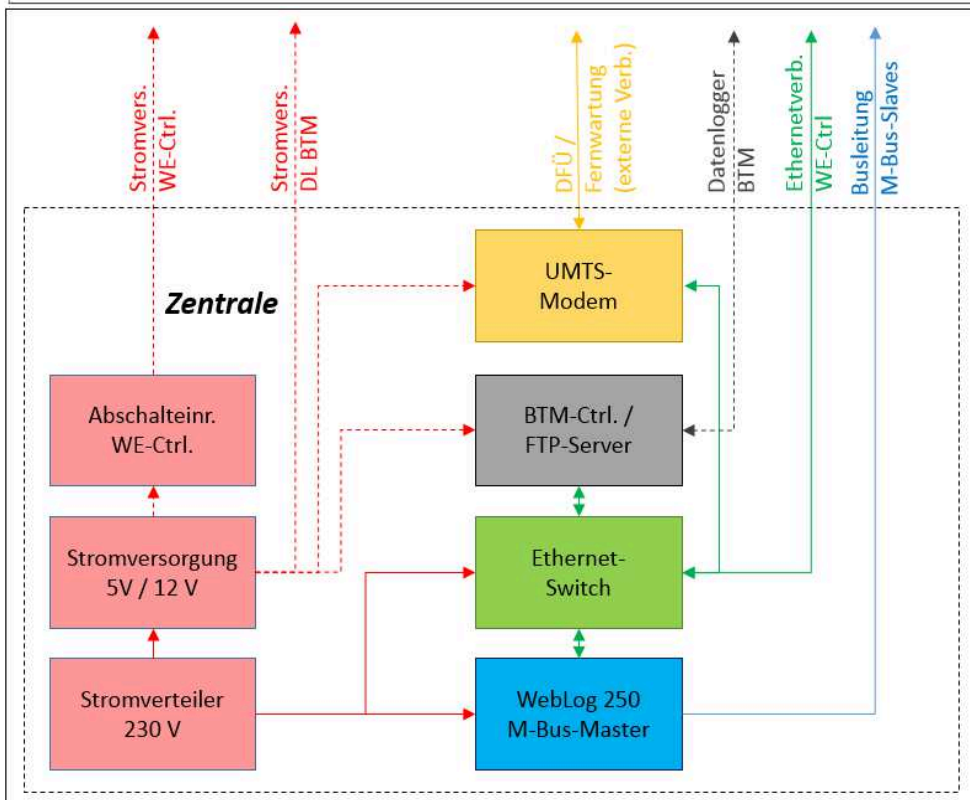 Stromvers.
WE-Ctrl.
Stromvers.
DL BTM
DFÜ /
Fernwartung
(externe Verb.)
Datenlogger
BTM
Ethernetverb.
WE-Ctrl
Busleitung
M-Bus-Slaves
Zentrale
UMTS-
Modem
Abschalteinr.
WE-Ctrl.
BTM-Ctrl. /
FTP-Server
Stromversorgung
5V / 12 V
Ethernet-
Switch
Stromverteiler
230 V
WebLog 250
M-Bus-Master